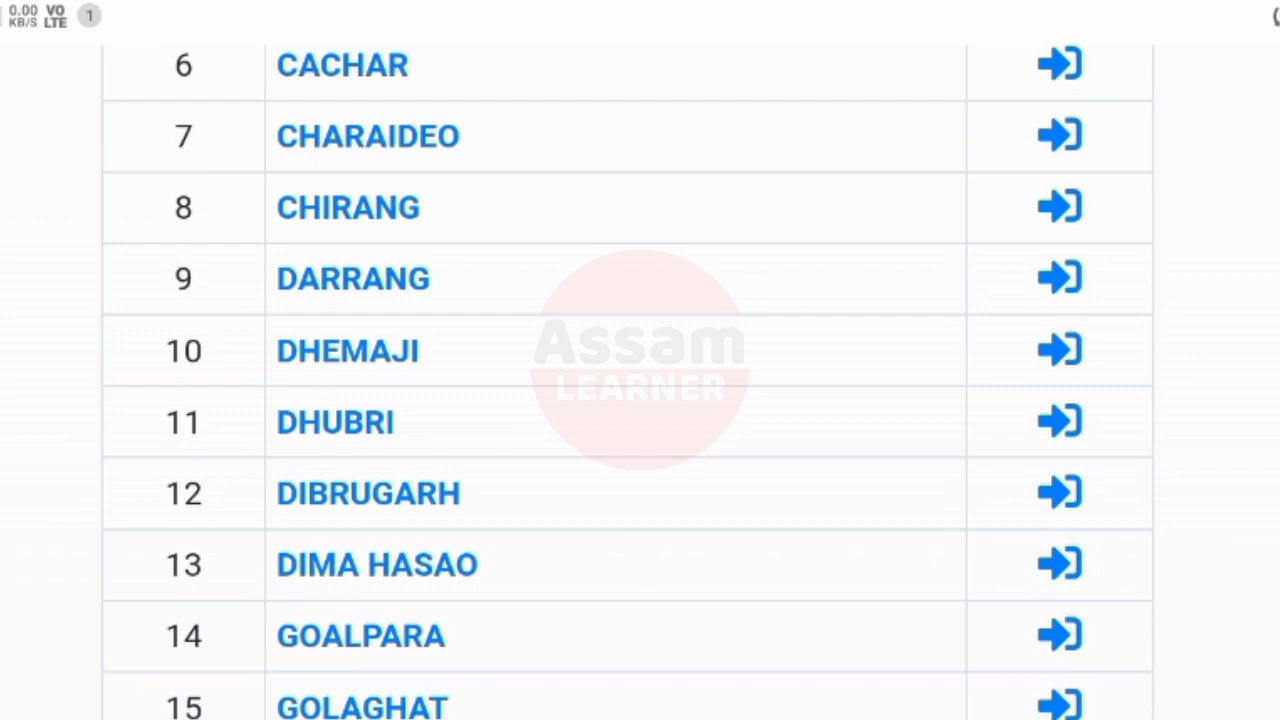 0.00 VO
KB/S LTE 1
6 CACHAR
7 CHARAIDEO
8 CHIRANG
9 DARRANG
Assam
10 DHEMAJI
LEARNER
11 DHUBRI
12 DIBRUGARH
13 DIMA HASAO
14 GOALPARA
15 GOLAGHAT